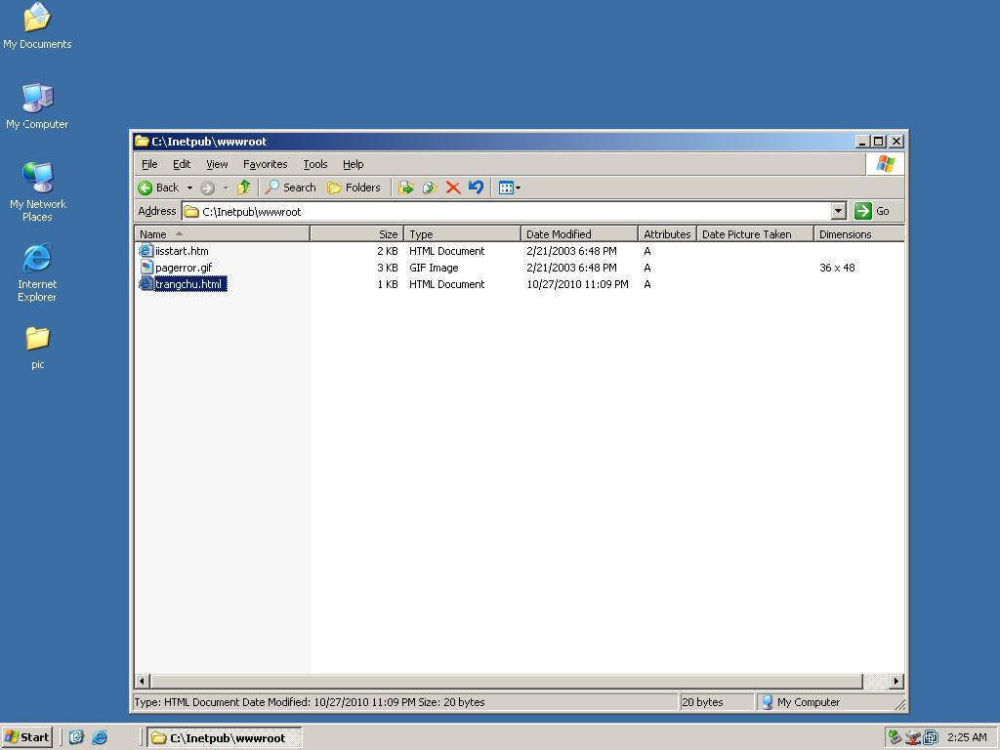 My Documents
My Computer
My Network
Places
Internet
Explorer
pic
C:\Inetpub\wwwroot
File Edit View Favorites Tools Help
Back Search Folders
Address C:\Inetpub\wwwroot Go
Name Size Type Date Modified Attributes Date Picture Taken Dimensions
iisstart.htm 2 KB HTML Document 2/21/2003 6:48 PM A
pagerror.gif 3 KB GIF Image 2/21/2003 6:48 PM A 36 x 48
trangchu.html 1 KB HTML Document 10/27/2010 11:09 PM A
Type: HTML Document Date Modified: 10/27/2010 11:09 PM Size: 20 bytes 20 bytes My Computer
Start C:\Inetpub\wwwroot 2:25 AM